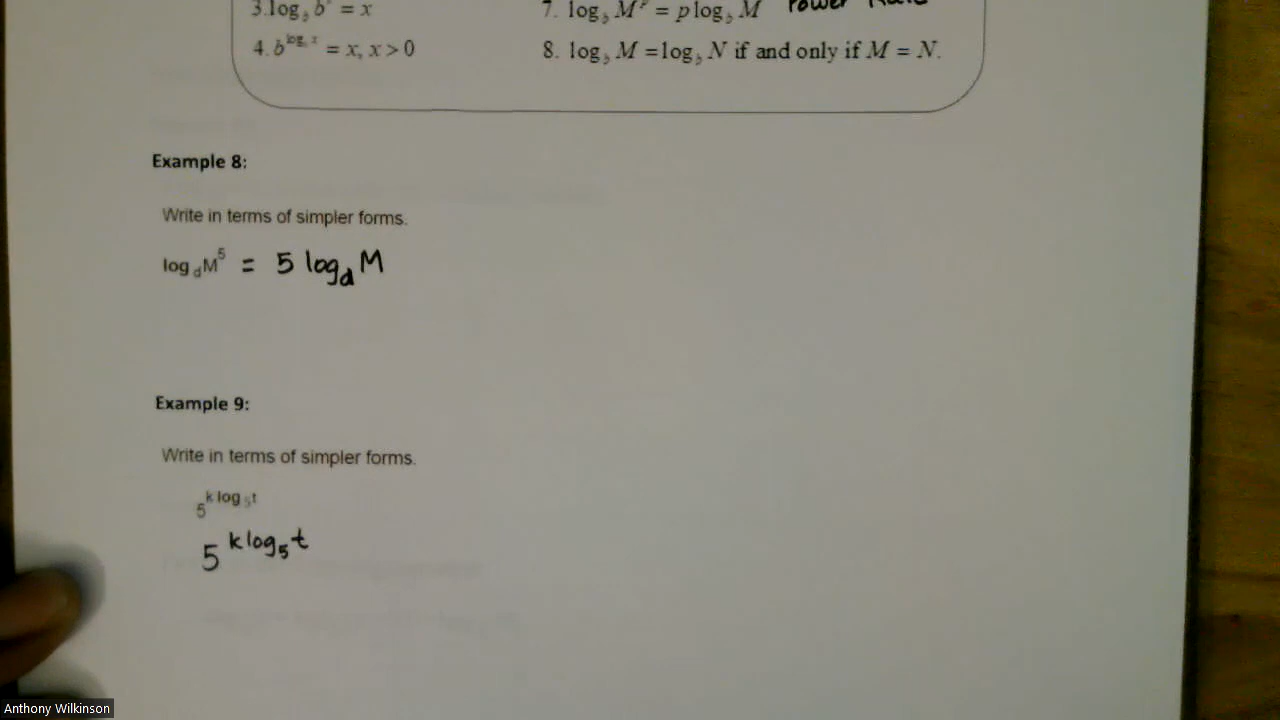 3.log_b b^x = x
7. log_b M^p = p log_b M Power Rule
4. b^{log_b x} = x, x > 0
8. log_b M = log_b N if and only if M = N.
Example 8:
Write in terms of simpler forms.
log_d M^5 = 5 log_d M
Example 9:
Write in terms of simpler forms.
5^{k log_5 t}
5^{k log_5 t}
Anthony Wilkinson